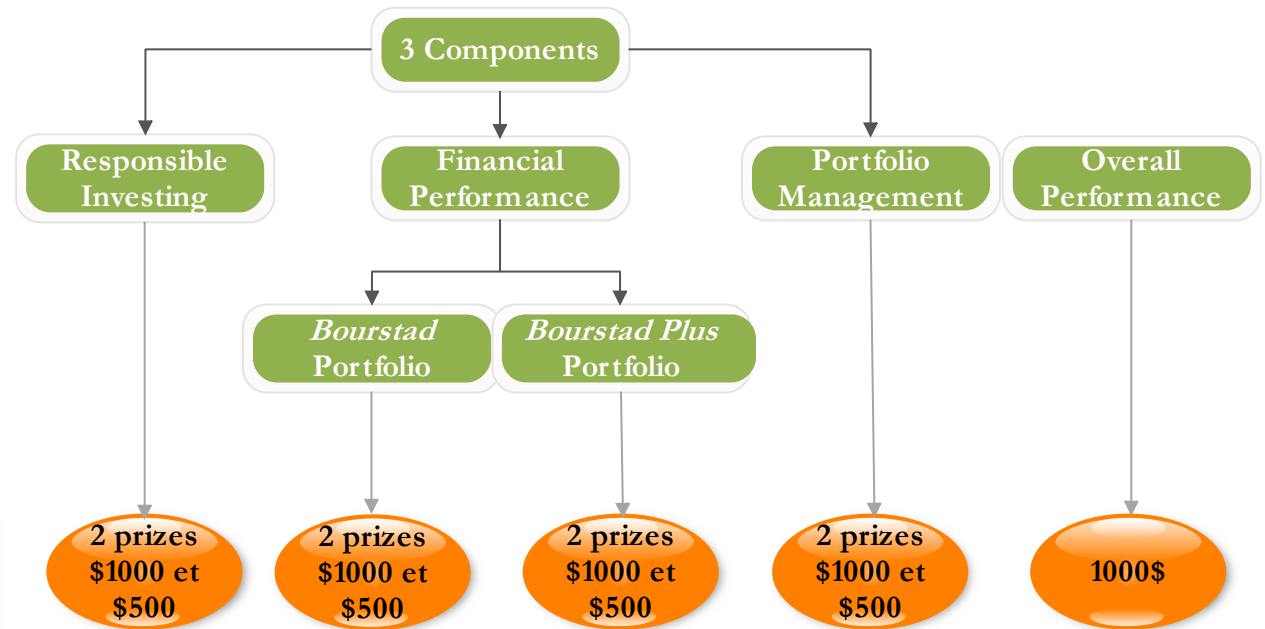 3 Components
Responsible
Investing
Financial
Performance
Portfolio
Management
Overall
Performance
Bourstad
Portfolio
Bourstad Plus
Portfolio
2 prizes
$1000 et
$500
2 prizes
$1000 et
$500
2 prizes
$1000 et
$500
2 prizes
$1000 et
$500
1000$